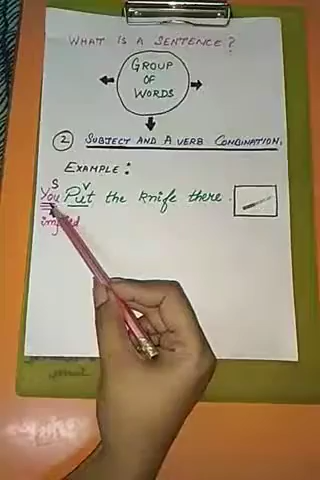 WHAT IS A SENTENCE?
GROUP
OF
WORDS
2 SUBJECT AND A VERB COMBINATION.
EXAMPLE:
S V
You Put the knife there.
implied